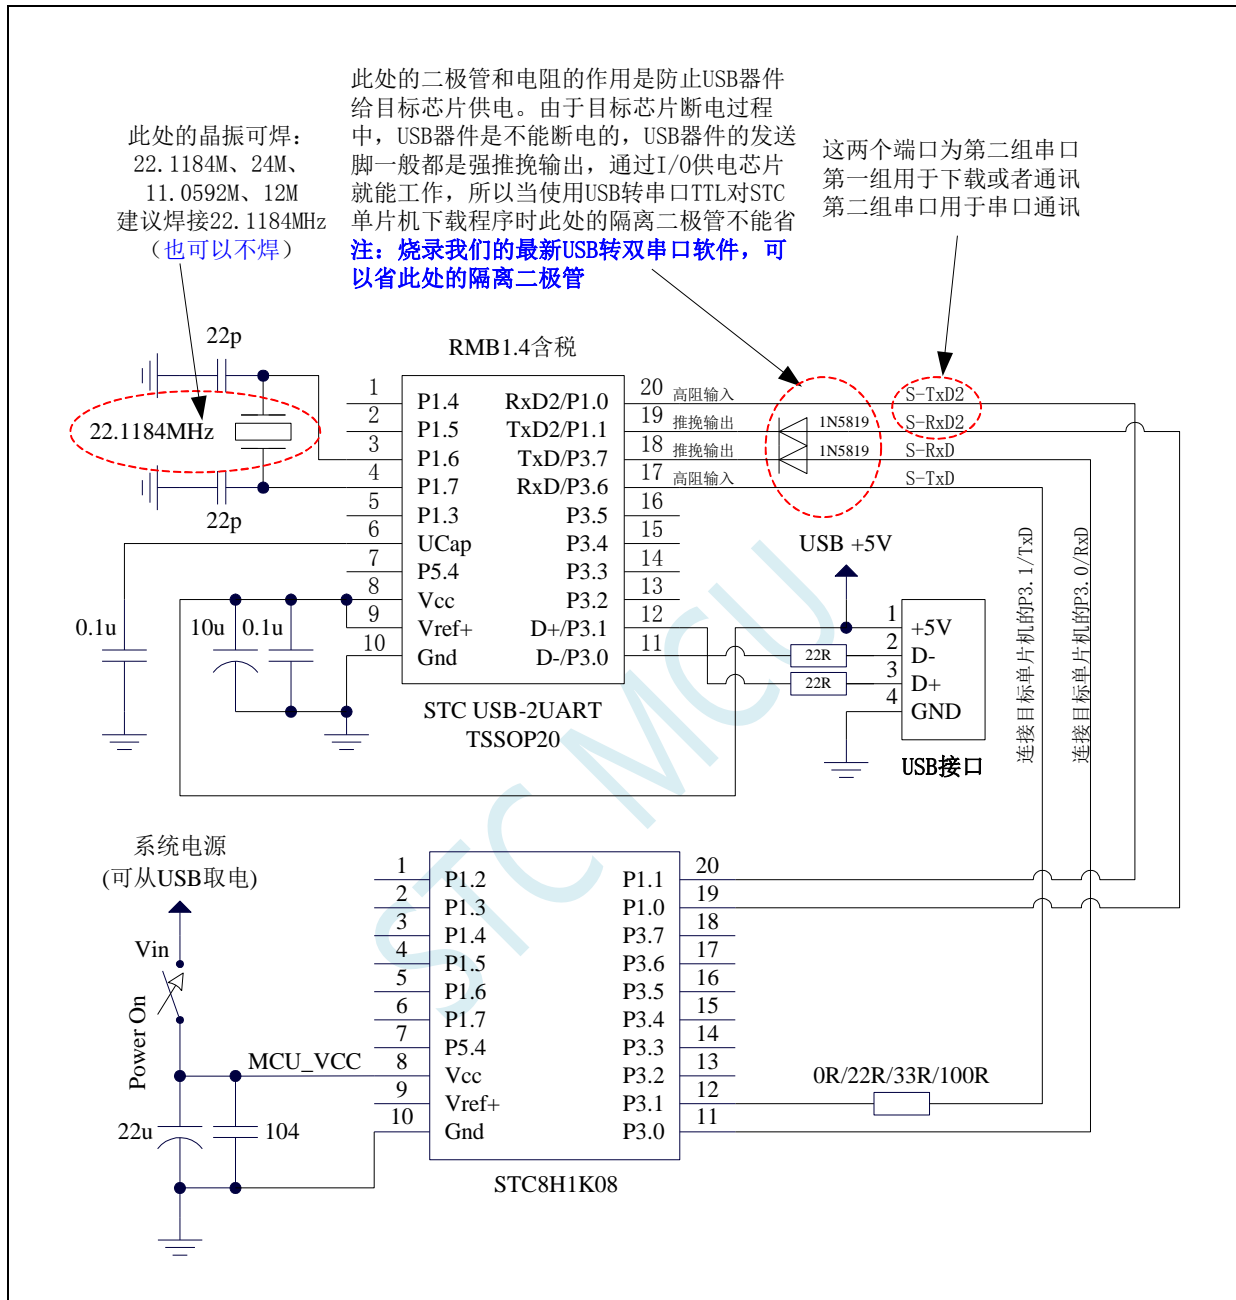 此处的二极管和电阻的作用是防止USB器件
给目标芯片供电。由于目标芯片断电过程
中，USB器件是不能断电的，USB器件的发送
脚一般都是强推挽输出，通过I/O供电芯片
就能工作，所以当使用USB转串口TTL对STC
单片机下载程序时此处的隔离二极管不能省
注：烧录我们的最新USB转双串口软件，可
以省此处的隔离二极管
此处的晶振可焊：
22.1184M、24M、
11.0592M、12M
建议焊接22.1184MHz
（也可以不焊）
这两个端口为第二组串口
第一组用于下载或者通讯
第二组串口用于串口通讯
22p
22.1184MHz
22p
RMB1.4含税
1 P1.4
2 P1.5
3 P1.6
4 P1.7
5 P1.3
6 UCap
7 P5.4
8 Vcc
9 Vref+
10 Gnd
RxD2/P1.0 20 高阻输入 S-TxD2
TxD2/P1.1 19 推挽输出 1N5819 S-RxD2
TxD/P3.7 18 推挽输出 1N5819 S-RxD
RxD/P3.6 17 高阻输入 S-TxD
P3.5 16
P3.4 15
P3.3 14
P3.2 13
D+/P3.1 12
D-/P3.0 11
STC USB-2UART
TSSOP20
0.1u
10u
0.1u
USB +5V
22R
22R
1 +5V
2 D-
3 D+
4 GND
USB接口
连接目标单片机的P3.1/TxD
连接目标单片机的P3.0/RxD
STC MCU
系统电源
(可从USB取电)
Vin
Power On
MCU_VCC
22u
104
1 P1.2
2 P1.3
3 P1.4
4 P1.5
5 P1.6
6 P1.7
7 P5.4
8 Vcc
9 Vref+
10 Gnd
P1.1 20
P1.0 19
P3.7 18
P3.6 17
P3.5 16
P3.4 15
P3.3 14
P3.2 13
P3.1 12
P3.0 11
0R/22R/33R/100R
STC8H1K08